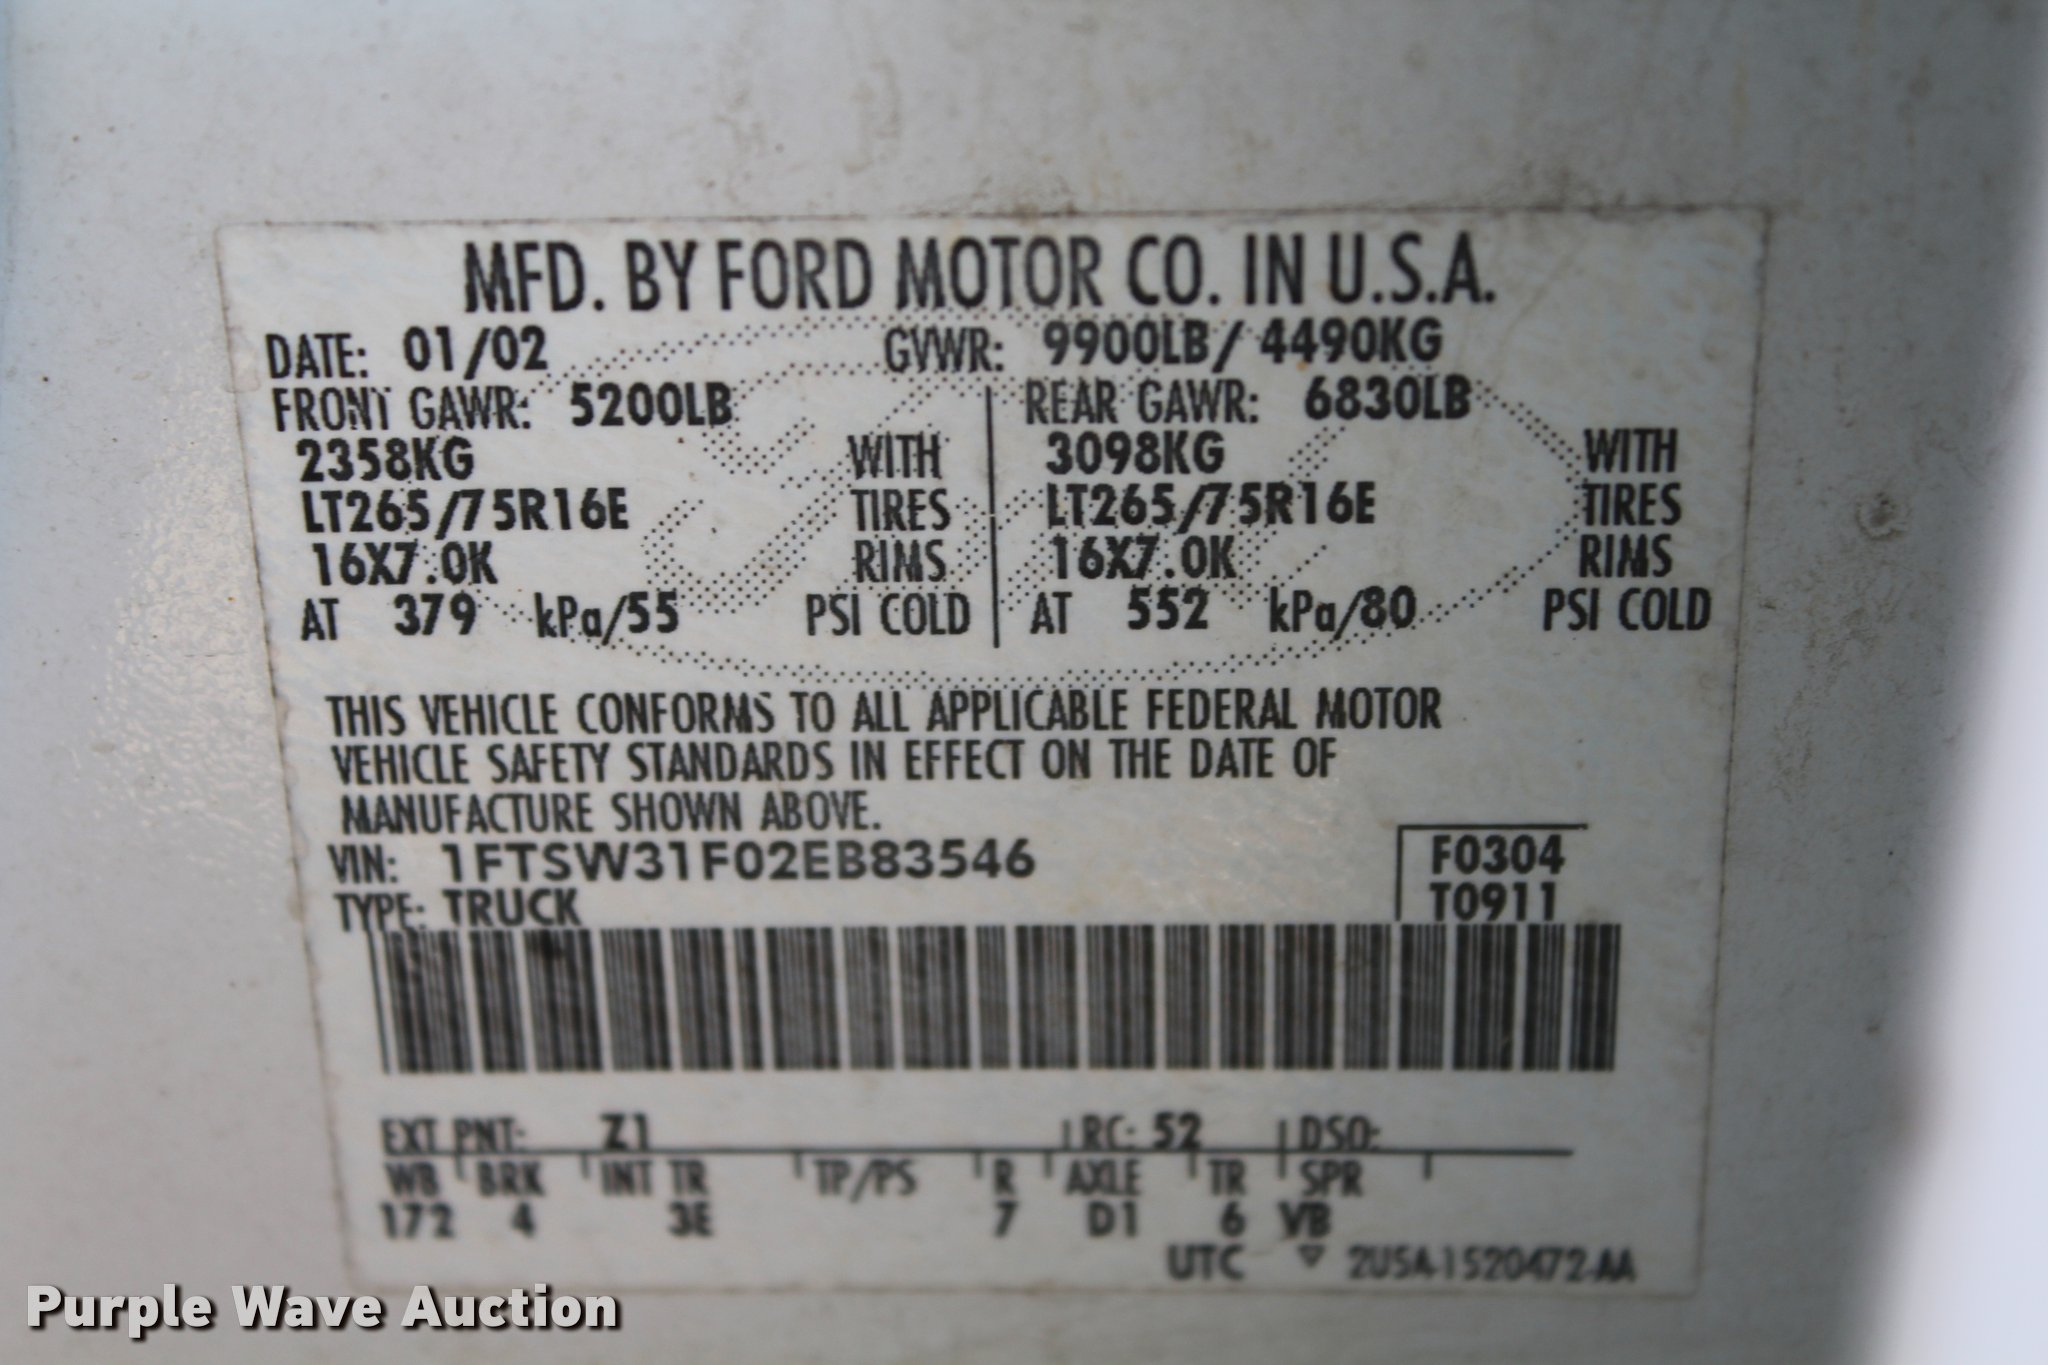 MFD. BY FORD MOTOR CO. IN U.S.A.
DATE: 01/02 GVWR: 9900LB/ 4490KG
FRONT GAWR: 5200LB REAR GAWR: 6830LB
2358KG WITH 3098KG WITH
LT265/75R16E TIRES LT265/75R16E TIRES
16X7.0K RIMS 16X7.0K RIMS
AT 379 kPa/55 PSI COLD AT 552 kPa/80 PSI COLD
THIS VEHICLE CONFORMS TO ALL APPLICABLE FEDERAL MOTOR
VEHICLE SAFETY STANDARDS IN EFFECT ON THE DATE OF
MANUFACTURE SHOWN ABOVE.
VIN: 1FTSW31F02EB83546 F0304
TYPE: TRUCK T0911
EXT PNT: Z1 RC: 52 DSO:
WB BRK INT TR TP/PS R AXLE TR SPR
172 4 3E 7 D1 6 VB
UTC ▽ 2U5A-1520472-AA
Purple Wave Auction